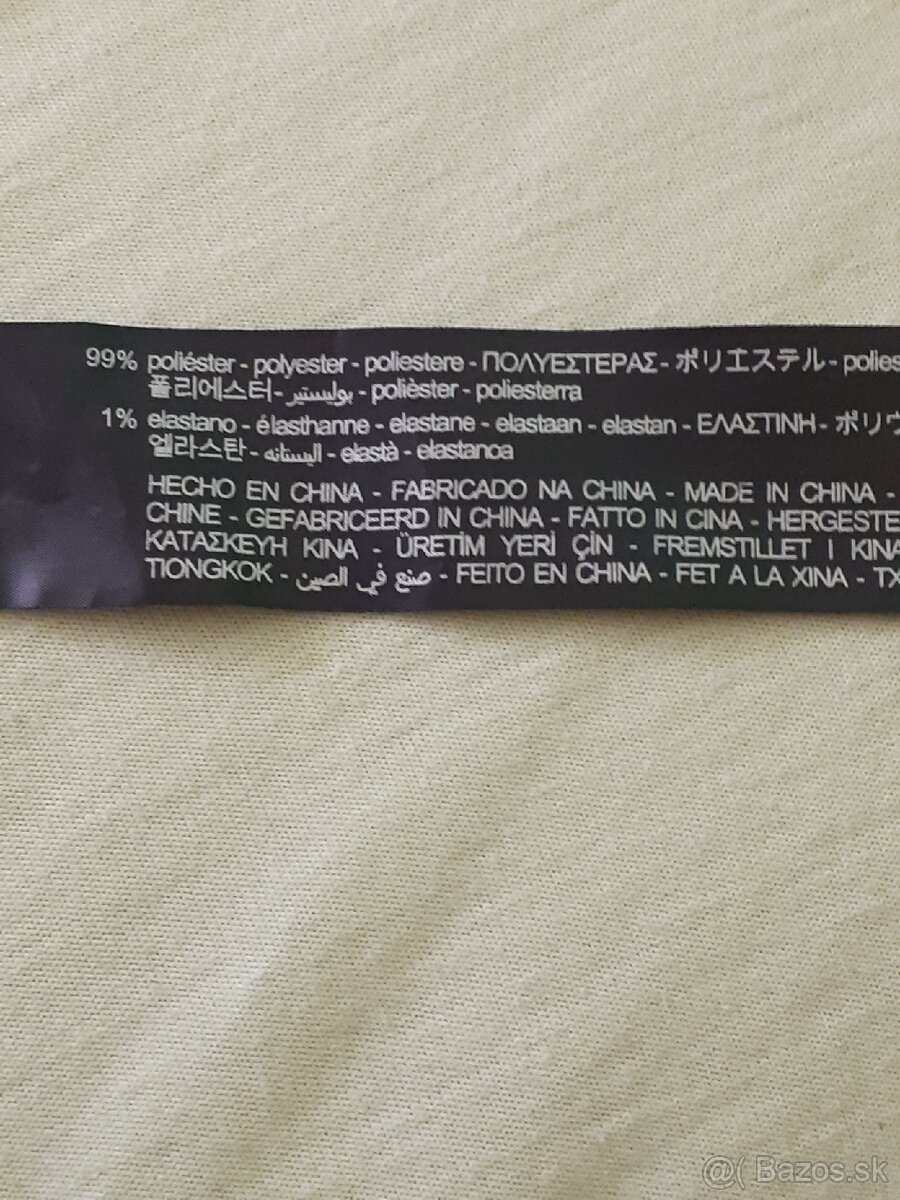 99% poliéster - polyester - poliestere - ΠΟΛΥΕΣΤΕΡΑΣ - ポリエステル - polies
폴리에스터 - بوليستير - polièster - poliesterra
1% elastano - élasthanne - elastane - elastaan - elastan - ΕΛΑΣΤΙΝΗ - ポリウ
엘라스탄 - اليستانه - elastà - elastanoa
HECHO EN CHINA - FABRICADO NA CHINA - MADE IN CHINA -
CHINE - GEFABRICEERD IN CHINA - FATTO IN CINA - HERGESTE
ΚΑΤΑΣΚΕΥΗ ΚΙΝΑ - ÜRETİM YERİ ÇİN - FREMSTILLET I KINA
TIONGKOK - صنع في الصين - FEITO EN CHINA - FET A LA XINA - TX
@( Bazos.sk